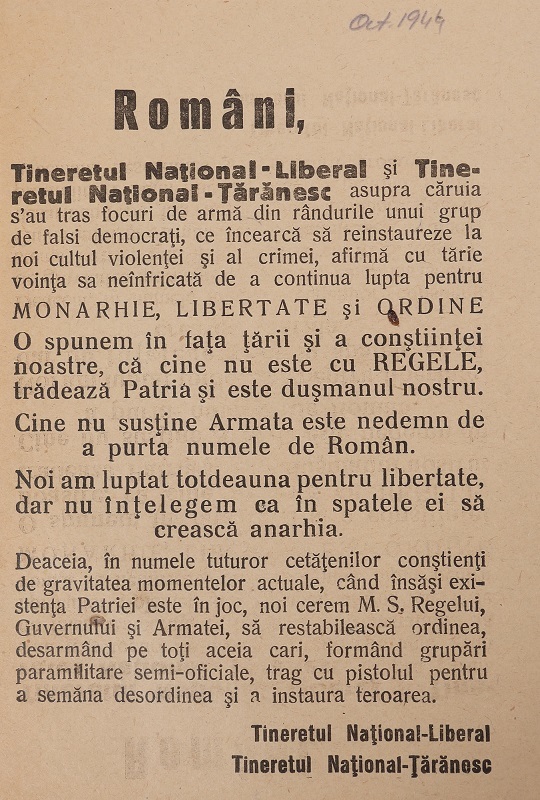 Oct. 1944
Români,
Tineretul Național-Liberal și Tine-
retul Național-Țărănesc asupra căruia
s'au tras focuri de armă din rândurile unui grup
de falsi democrați, ce încearcă să reinstaureze la
noi cultul violenței și al crimei, afirmă cu tărie
voința sa neînfricată de a continua lupta pentru
MONARHIE, LIBERTATE și ORDINE
O spunem în fața țării și a conștiinței
noastre, că cine nu este cu REGELE,
trădează Patria și este dușmanul nostru.
Cine nu susține Armata este nedemn de
a purta numele de Român.
Noi am luptat totdeauna pentru libertate,
dar nu înțelegem ca în spatele ei să
crească anarhia.
Deaceia, în numele tuturor cetățenilor conștienți
de gravitatea momentelor actuale, când însăși exi-
stența Patriei este în joc, noi cerem M. S. Regelui,
Guvernului și Armatei, să restabilească ordinea,
desarmând pe toți aceia cari, formând grupări
paramilitare semi-oficiale, trag cu pistolul pentru
a semăna desordinea și a instaura teroarea.
Tineretul Național-Liberal
Tineretul Național-Țărănesc